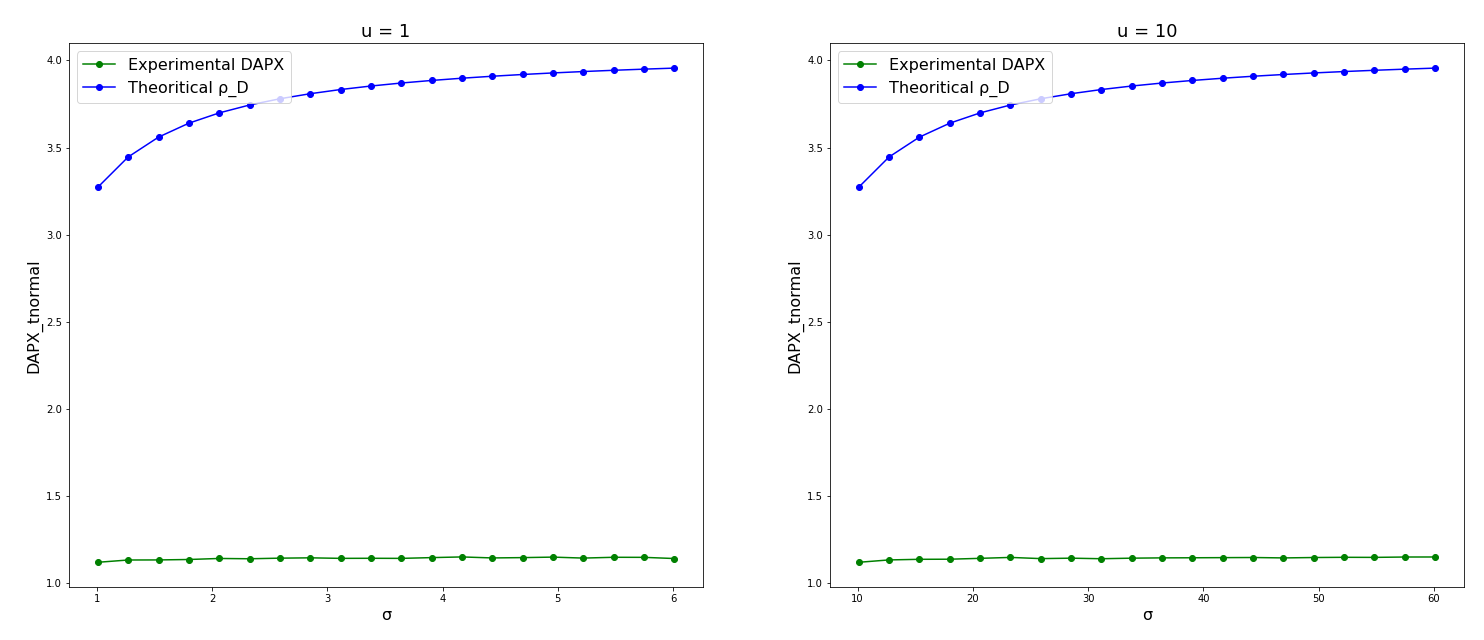 u = 1
Experimental DAPX
Theoritical ρ_D
4.0
3.5
3.0
2.5
2.0
1.5
1.0
DAPX_tnormal
1 2 3 4 5 6
σ
u = 10
Experimental DAPX
Theoritical ρ_D
4.0
3.5
3.0
2.5
2.0
1.5
1.0
DAPX_tnormal
10 20 30 40 50 60
σ